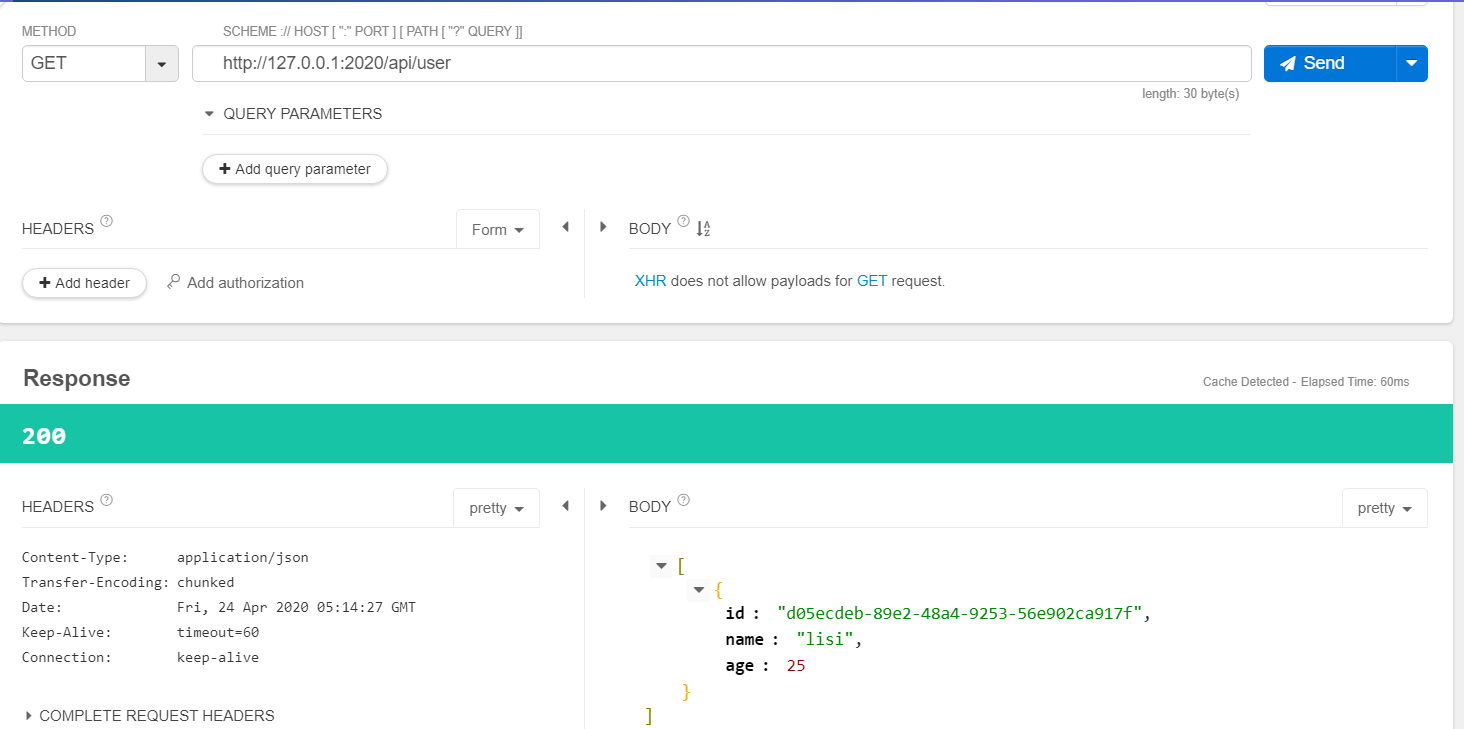 METHOD
SCHEME :// HOST [ ":" PORT ] [ PATH [ "?" QUERY ]]
GET
http://127.0.0.1:2020/api/user
Send
length: 30 byte(s)
QUERY PARAMETERS
Add query parameter
HEADERS
Form
BODY
Add header
Add authorization
XHR does not allow payloads for GET request.
Response
Cache Detected - Elapsed Time: 60ms
200
HEADERS
pretty
BODY
pretty
Content-Type: application/json
Transfer-Encoding: chunked
Date: Fri, 24 Apr 2020 05:14:27 GMT
Keep-Alive: timeout=60
Connection: keep-alive
COMPLETE REQUEST HEADERS
[
{
id : "d05ecdeb-89e2-48a4-9253-56e902ca917f",
name : "lisi",
age : 25
}
]